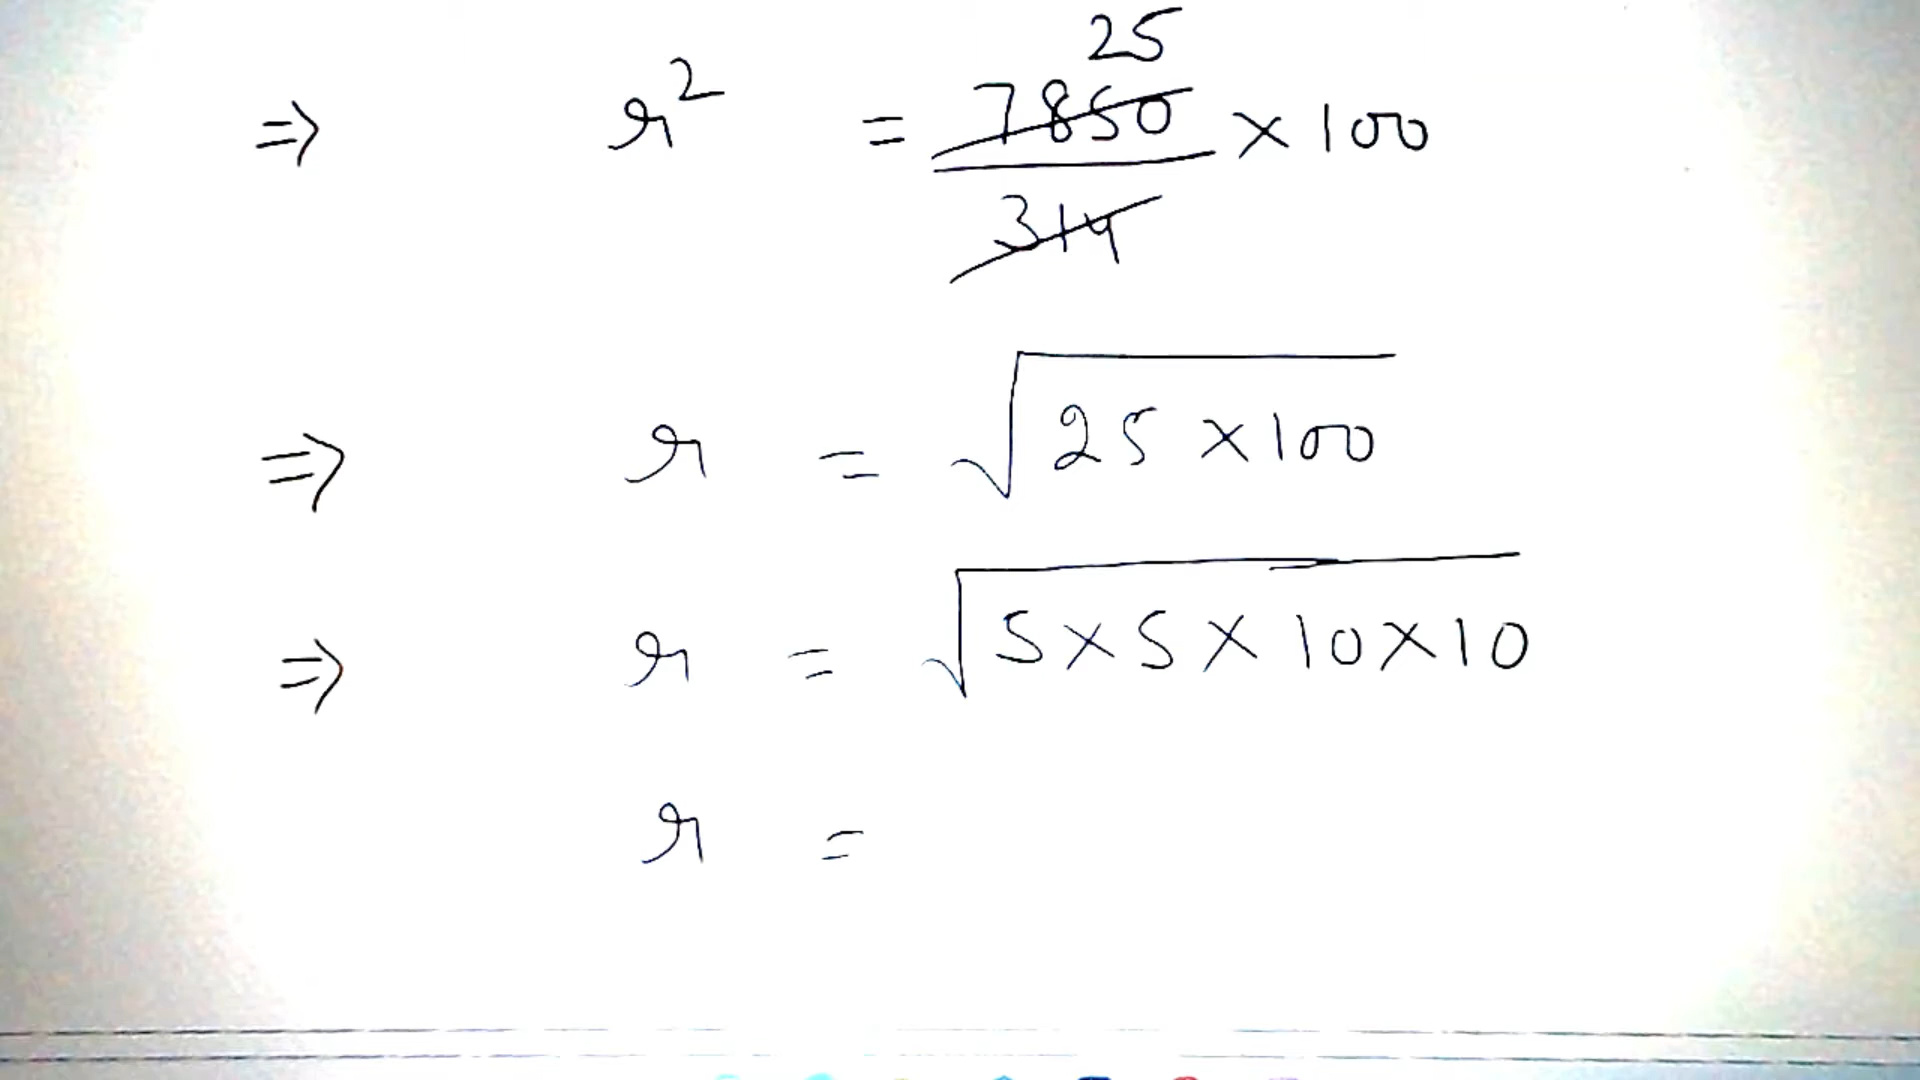 25
⇒ r² = 7850/314 × 100
⇒ r = √(25 × 100)
⇒ r = √(5 × 5 × 10 × 10)
r =